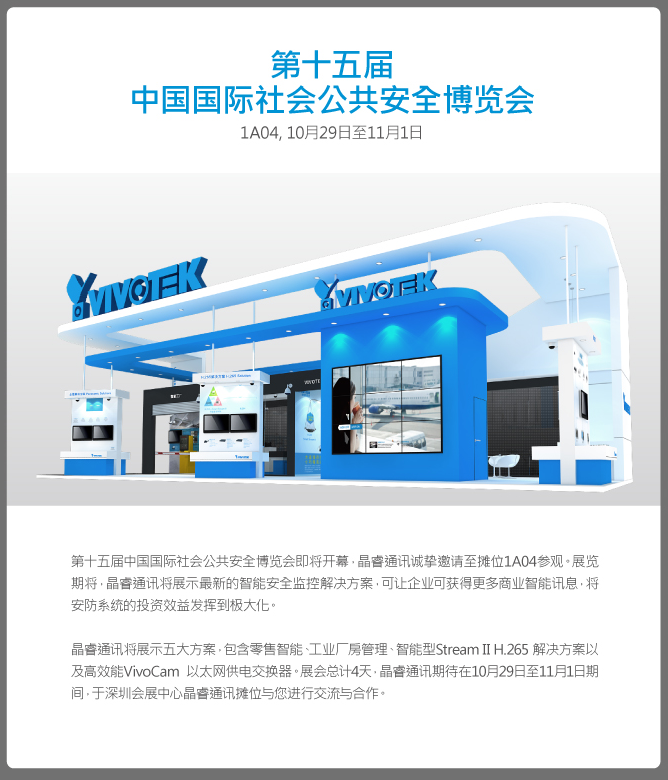 第十五届
中国国际社会公共安全博览会
1A04, 10月29日至11月1日
VIVOTEK
VIVOTEK
VIVOTEK
第十五届中国国际社会公共安全博览会即将开幕，晶睿通讯诚挚邀请至摊位1A04参观。展览
期将，晶睿通讯将展示最新的智能安全监控解决方案，可让企业可获得更多商业智能讯息，将
安防系统的投资效益发挥到极大化。
晶睿通讯将展示五大方案，包含零售智能、工业厂房管理、智能型Stream II H.265 解决方案以
及高效能VivoCam 以太网供电交换器。展会总计4天，晶睿通讯期待在10月29日至11月1日期
间，于深圳会展中心晶睿通讯摊位与您进行交流与合作。